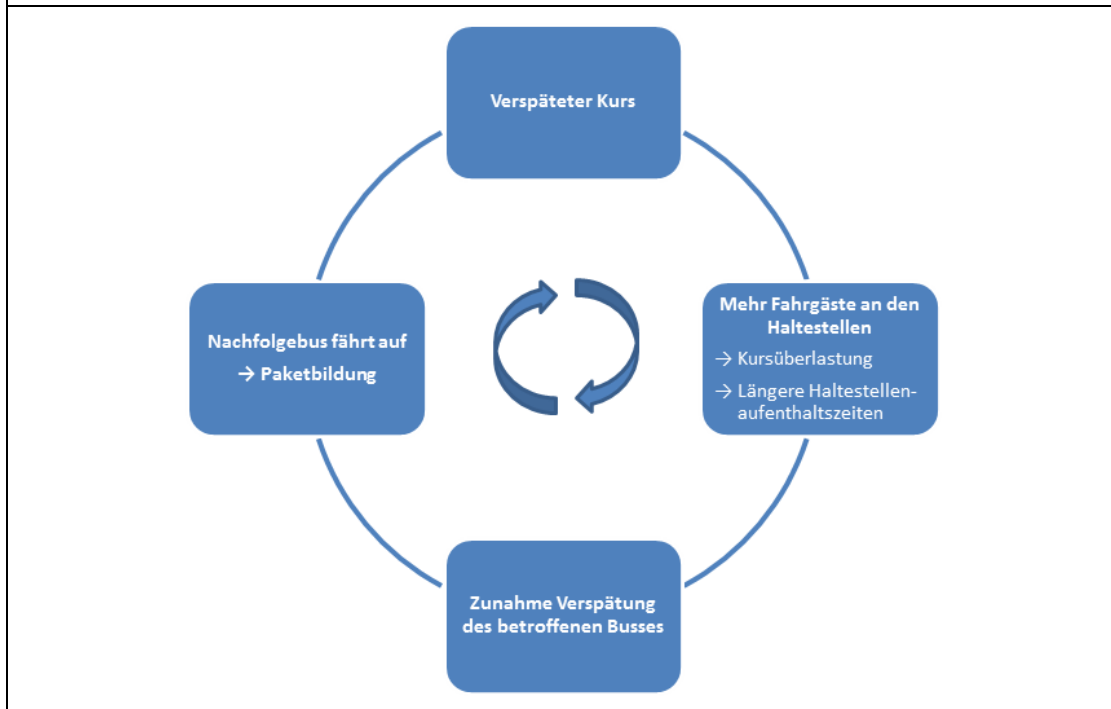 Verspäteter Kurs
Mehr Fahrgäste an den
Haltestellen
→ Kursüberlastung
→ Längere Haltestellen-
aufenthaltszeiten
Zunahme Verspätung
des betroffenen Busses
Nachfolgebus fährt auf
→ Paketbildung